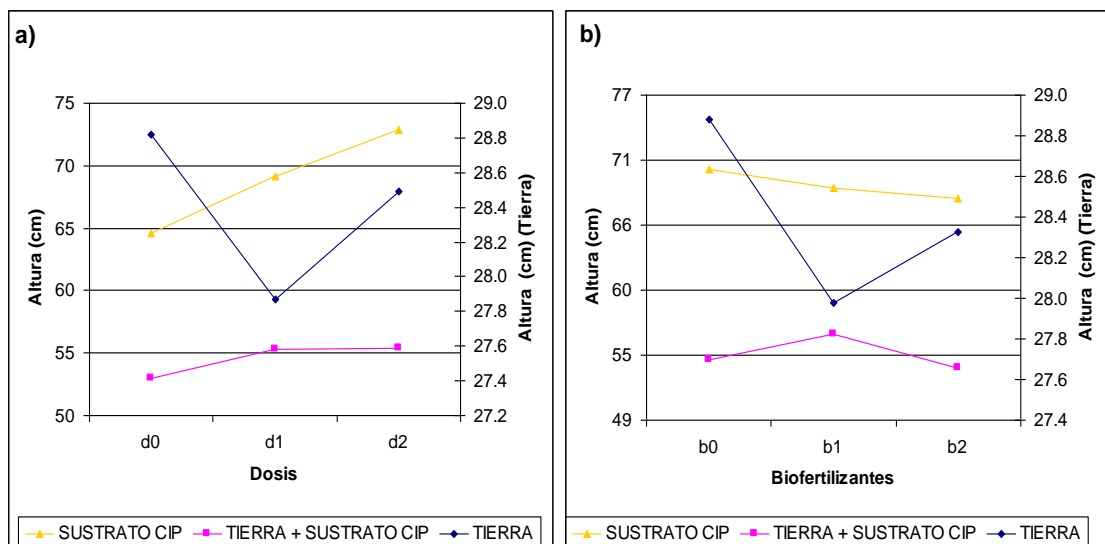 a)
Altura (cm)
75
70
65
60
55
50
29.0
28.8
28.6
28.4
28.2
28.0
27.8
27.6
27.4
27.2
Altura (cm) (Tierra)
d0 d1 d2
Dosis
SUSTRATO CIP TIERRA + SUSTRATO CIP TIERRA
b)
Altura (cm)
77
71
66
60
55
49
29.0
28.8
28.6
28.4
28.2
28.0
27.8
27.6
27.4
Altura (cm) (Tierra)
b0 b1 b2
Biofertilizantes
SUSTRATO CIP TIERRA + SUSTRATO CIP TIERRA